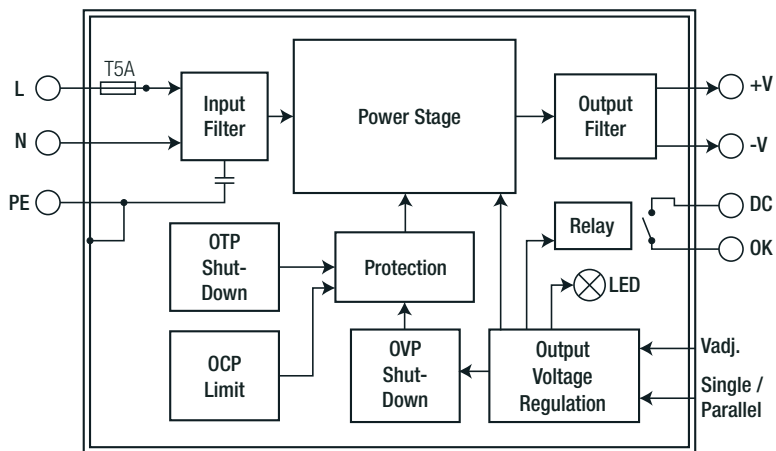 T5A
L
Input
Filter
Power Stage
Output
Filter
+V
N
-V
PE
DC
Relay
OK
OTP
Shut-
Down
Protection
LED
OCP
Limit
OVP
Shut-
Down
Output
Voltage
Regulation
Vadj.
Single /
Parallel